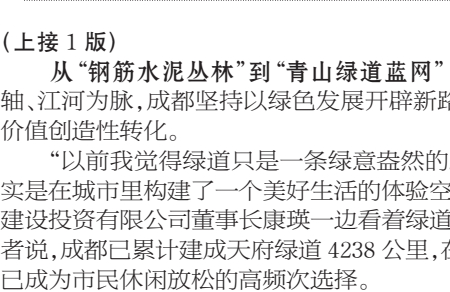 (上接 1 版)
从“钢筋水泥丛林”到“青山绿道蓝网”
轴、江河为脉,成都坚持以绿色发展开辟新路
价值创造性转化。
“以前我觉得绿道只是一条绿意盎然的
实是在城市里构建了一个美好生活的体验空
建设投资有限公司董事长康瑛一边看着绿道
者说,成都已累计建成天府绿道 4238 公里,在
已成为市民休闲放松的高频次选择。